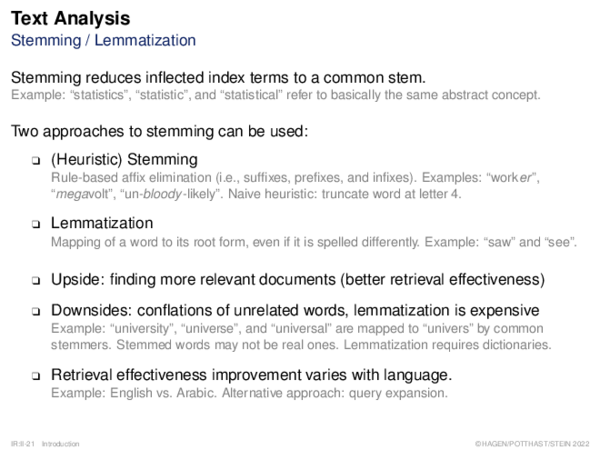 Text Analysis
Stemming / Lemmatization
Stemming reduces inflected index terms to a common stem.
Example: “statistics”, “statistic”, and “statistical” refer to basically the same abstract concept.
Two approaches to stemming can be used:
❑ (Heuristic) Stemming
Rule-based affix elimination (i.e., suffixes, prefixes, and infixes). Examples: “worker”,
“megavolt”, “un-bloody-likely”. Naive heuristic: truncate word at letter 4.
❑ Lemmatization
Mapping of a word to its root form, even if it is spelled differently. Example: “saw” and “see”.
❑ Upside: finding more relevant documents (better retrieval effectiveness)
❑ Downsides: conflations of unrelated words, lemmatization is expensive
Example: “university”, “universe”, and “universal” are mapped to “univers” by common
stemmers. Stemmed words may not be real ones. Lemmatization requires dictionaries.
❑ Retrieval effectiveness improvement varies with language.
Example: English vs. Arabic. Alternative approach: query expansion.
IR:II-21 Introduction ©HAGEN/POTTHAST/STEIN 2022